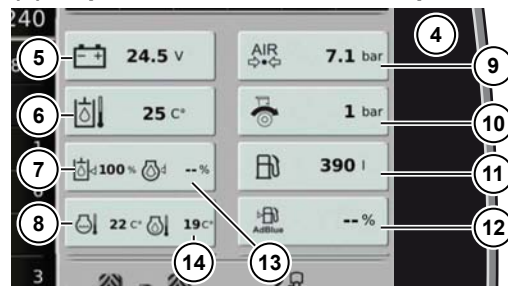 240
4
5 24.5 V
AIR 7.1 bar 9
8
6 25 C°
1 bar 10
7 100 % -- %
390 l 11
8 22 C° 19 C°
AdBlue -- % 12
14 13
3